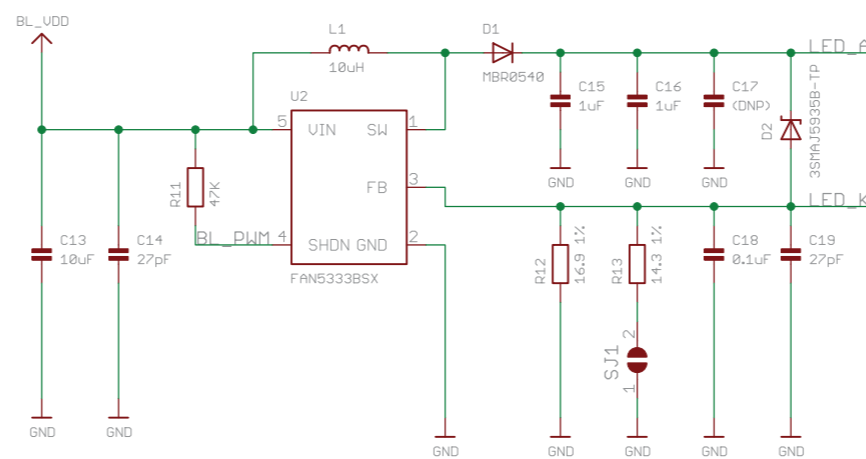 BL_VDD
L1
10uH
D1
MBR0540
LED_A
C15
1uF
C16
1uF
C17
(DNP)
D2
3SMAJ5935B-TP
U2
5
VIN
SW
1
FB
3
4
SHDN
GND
2
FAN5333BSX
R11
47K
BL_PWM
C13
10uF
C14
27pF
GND
GND
GND
LED_K
R12
16.9 1%
R13
14.3 1%
C18
0.1uF
C19
27pF
SJ1
2
1
GND
GND
GND
GND
GND
GND
GND